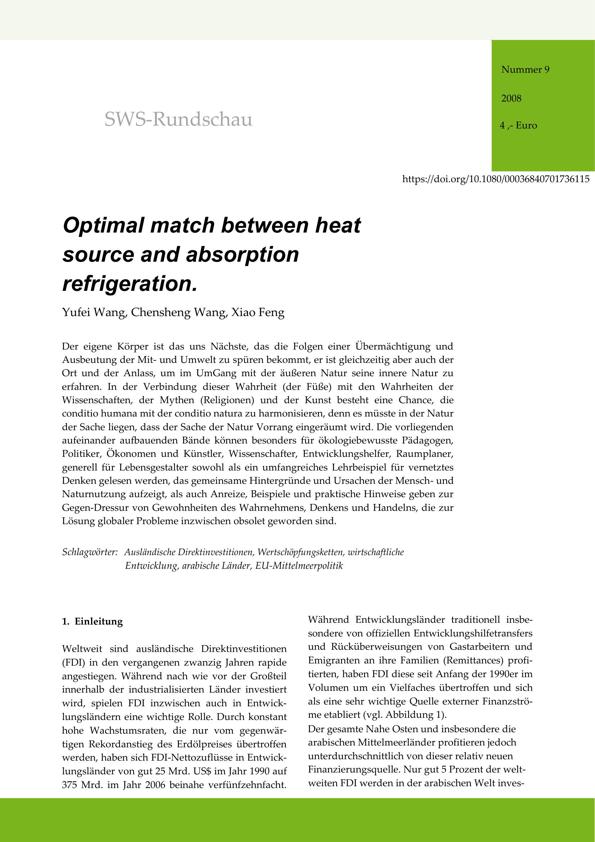 Nummer 9
2008
4 ,- Euro
SWS-Rundschau
https://doi.org/10.1080/00036840701736115
Optimal match between heat
source and absorption
refrigeration.
Yufei Wang, Chensheng Wang, Xiao Feng
Der eigene Körper ist das uns Nächste, das die Folgen einer Übermächtigung und
Ausbeutung der Mit- und Umwelt zu spüren bekommt, er ist gleichzeitig aber auch der
Ort und der Anlass, um im UmGang mit der äußeren Natur seine innere Natur zu
erfahren. In der Verbindung dieser Wahrheit (der Füße) mit den Wahrheiten der
Wissenschaften, der Mythen (Religionen) und der Kunst besteht eine Chance, die
conditio humana mit der conditio natura zu harmonisieren, denn es müsste in der Natur
der Sache liegen, dass der Sache der Natur Vorrang eingeräumt wird. Die vorliegenden
aufeinander aufbauenden Bände können besonders für ökologiebewusste Pädagogen,
Politiker, Ökonomen und Künstler, Wissenschafter, Entwicklungshelfer, Raumplaner,
generell für Lebensgestalter sowohl als ein umfangreiches Lehrbeispiel für vernetztes
Denken gelesen werden, das gemeinsame Hintergründe und Ursachen der Mensch- und
Naturnutzung aufzeigt, als auch Anreize, Beispiele und praktische Hinweise geben zur
Gegen-Dressur von Gewohnheiten des Wahrnehmens, Denkens und Handelns, die zur
Lösung globaler Probleme inzwischen obsolet geworden sind.
Schlagwörter: Ausländische Direktinvestitionen, Wertschöpfungsketten, wirtschaftliche
Entwicklung, arabische Länder, EU-Mittelmeerpolitik
1. Einleitung
Weltweit sind ausländische Direktinvestitionen
(FDI) in den vergangenen zwanzig Jahren rapide
angestiegen. Während nach wie vor der Großteil
innerhalb der industrialisierten Länder investiert
wird, spielen FDI inzwischen auch in Entwick-
lungsländern eine wichtige Rolle. Durch konstant
hohe Wachstumsraten, die nur vom gegenwär-
tigen Rekordanstieg des Erdölpreises übertroffen
werden, haben sich FDI-Nettozuflüsse in Entwick-
lungsländer von gut 25 Mrd. US$ im Jahr 1990 auf
375 Mrd. im Jahr 2006 beinahe verfünfzehnfacht.
Während Entwicklungsländer traditionell insbe-
sondere von offiziellen Entwicklungshilfetransfers
und Rücküberweisungen von Gastarbeitern und
Emigranten an ihre Familien (Remittances) profi-
tierten, haben FDI diese seit Anfang der 1990er im
Volumen um ein Vielfaches übertroffen und sich
als eine sehr wichtige Quelle externer Finanzströ-
me etabliert (vgl. Abbildung 1).
Der gesamte Nahe Osten und insbesondere die
arabischen Mittelmeerländer profitieren jedoch
unterdurchschnittlich von dieser relativ neuen
Finanzierungsquelle. Nur gut 5 Prozent der welt-
weiten FDI werden in der arabischen Welt inves-